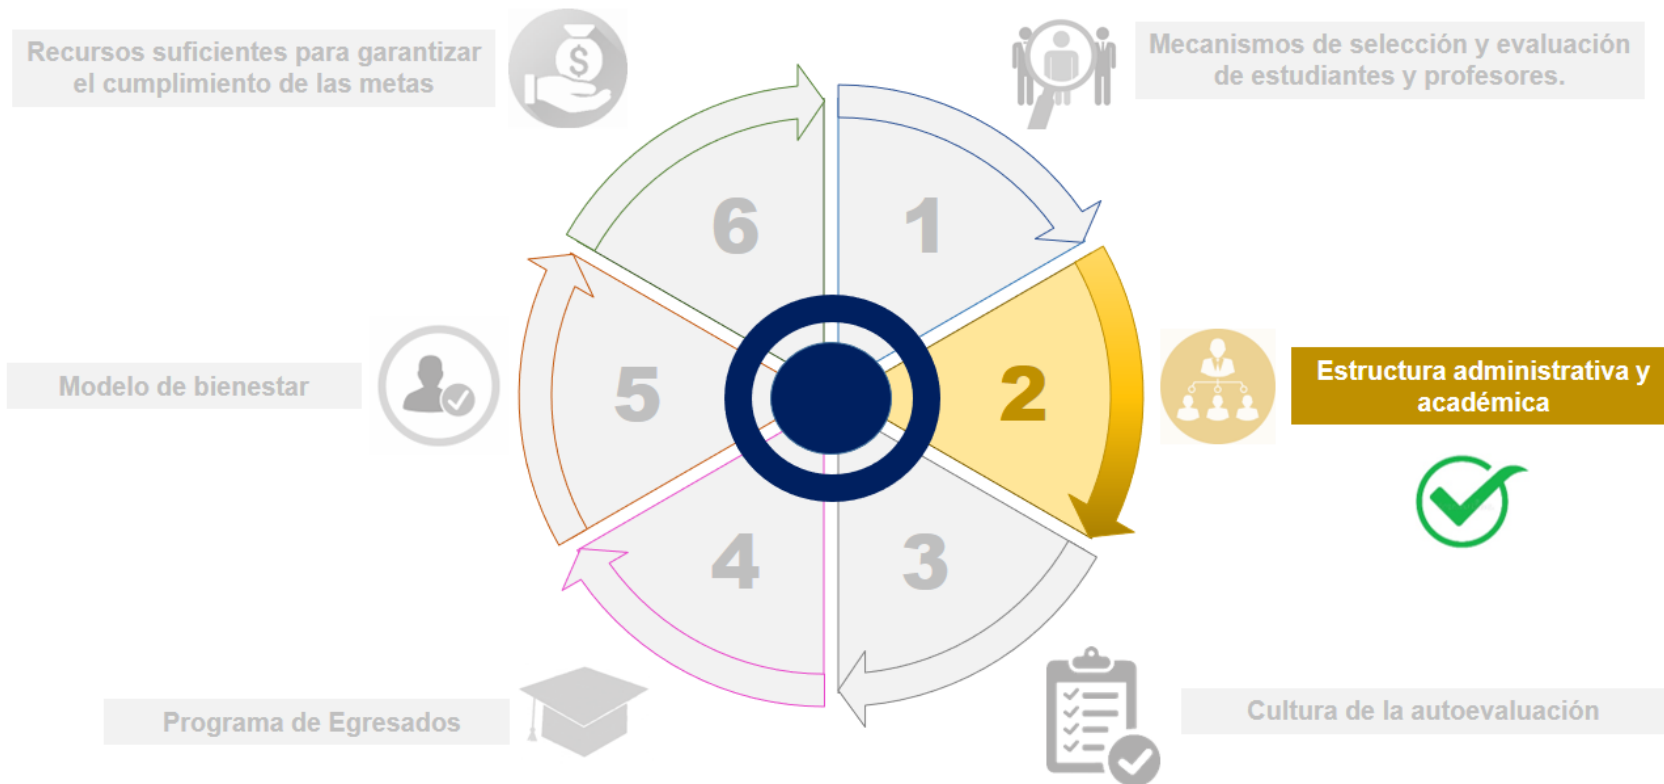 Recursos suficientes para garantizar
el cumplimiento de las metas
$
Mecanismos de selección y evaluación
de estudiantes y profesores.
6
1
Modelo de bienestar
5
2
Estructura administrativa y
académica
4
3
Programa de Egresados
Cultura de la autoevaluación